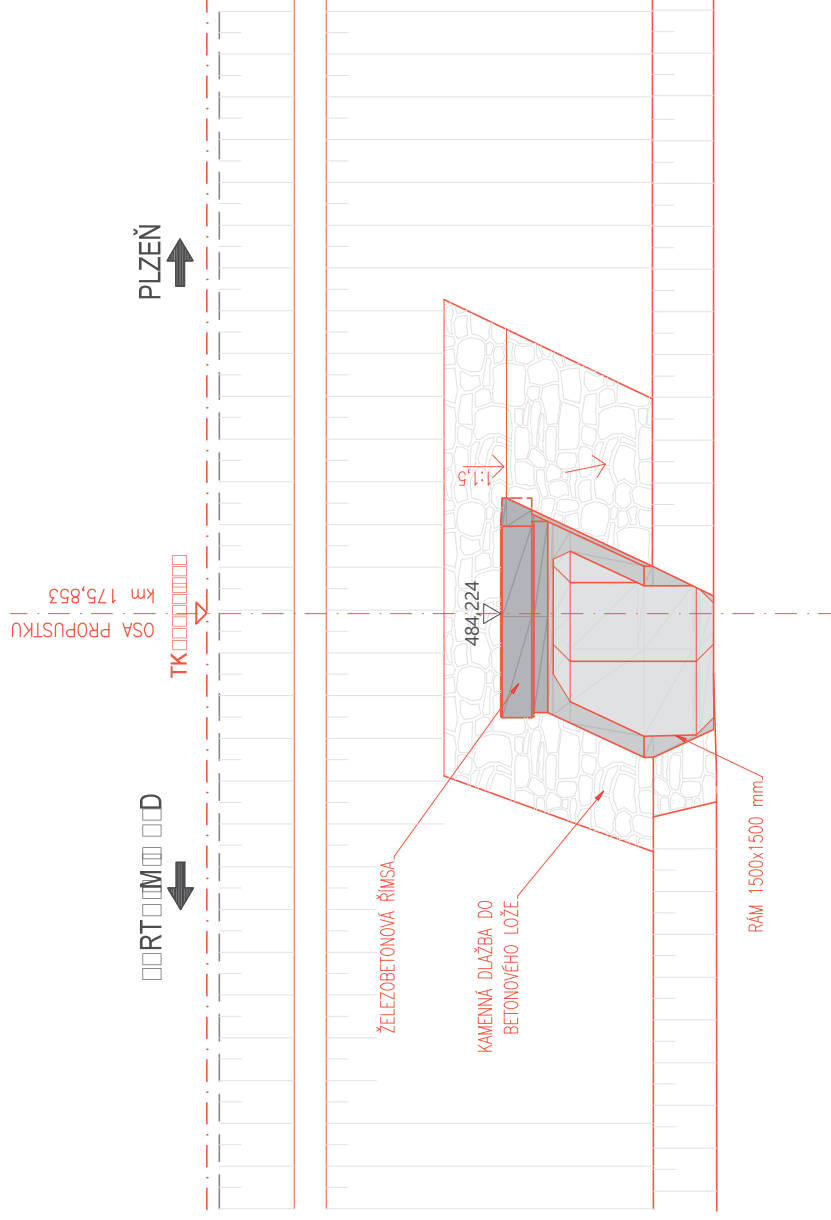 PLZEŇ
OSA PROPUSTKU
km 175,853
TK
1:1,5
484,224
ŽELEZOBETONOVÁ ŘÍMSA
KAMENNÁ DLAŽBA DO
BETONOVÉHO LOŽE
RÁM 1500x1500 mm